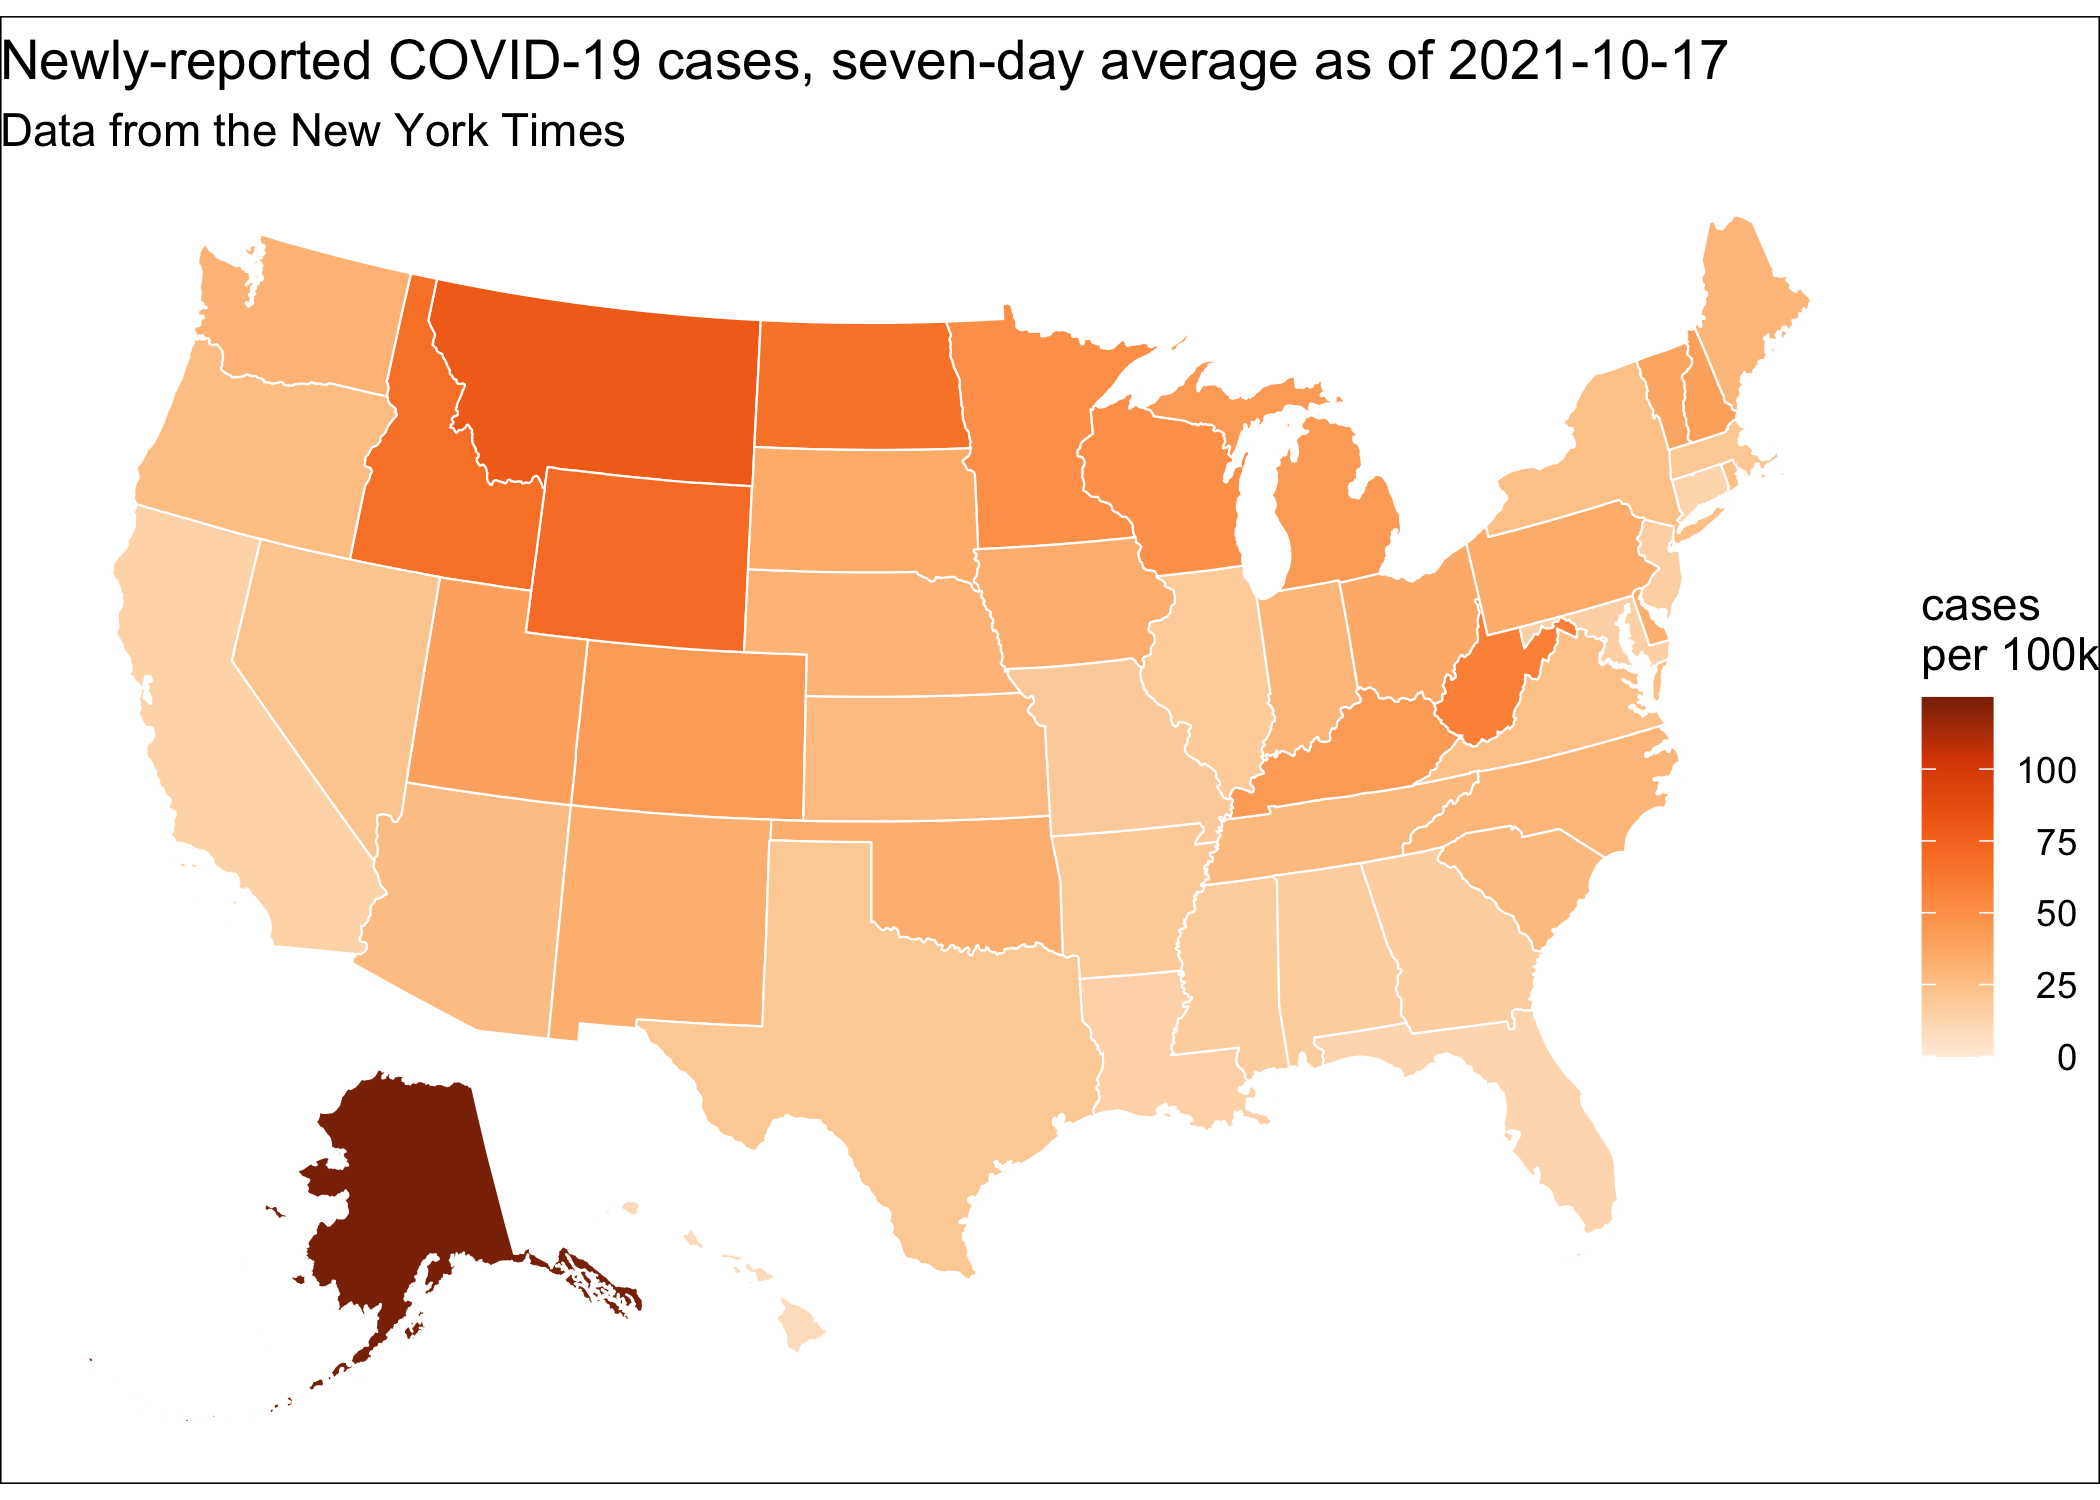 Newly-reported COVID-19 cases, seven-day average as of 2021-10-17
Data from the New York Times
cases
per 100k
100
75
50
25
0